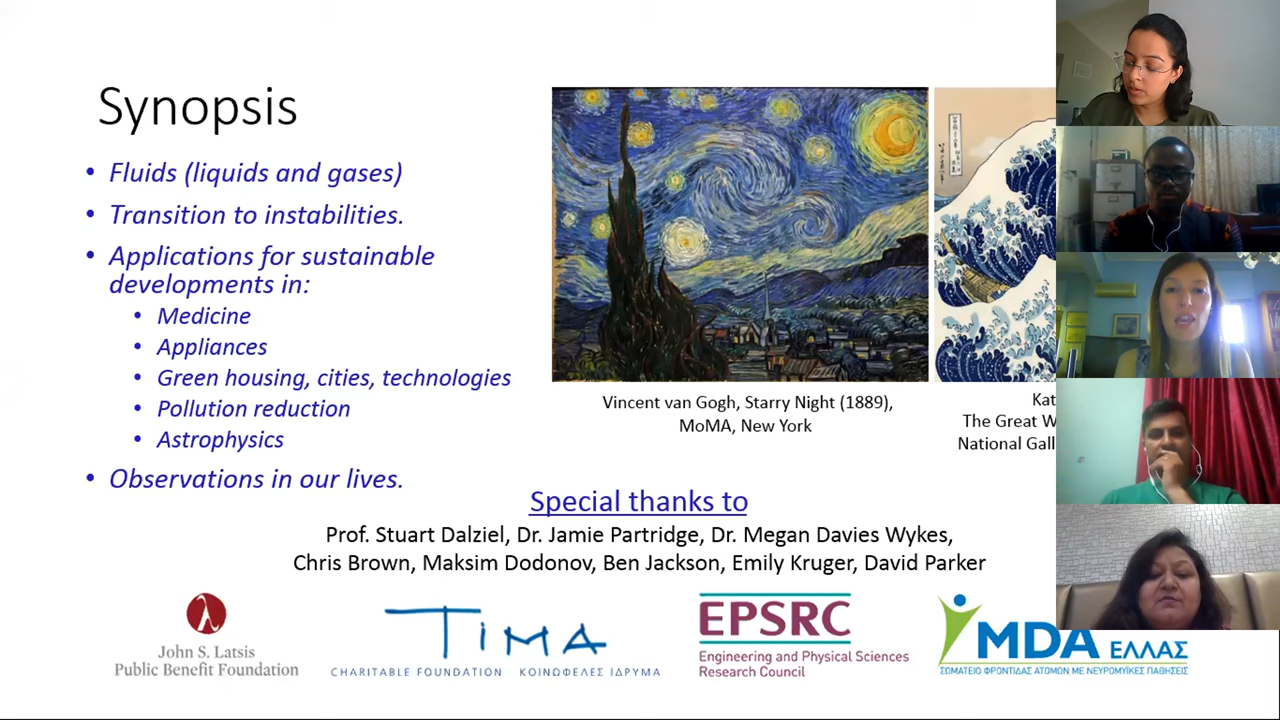 Synopsis
• Fluids (liquids and gases)
• Transition to instabilities.
• Applications for sustainable
developments in:
• Medicine
• Appliances
• Green housing, cities, technologies
• Pollution reduction
• Astrophysics
• Observations in our lives.
Vincent van Gogh, Starry Night (1889),
MoMA, New York
Kat
The Great W
National Gall
Special thanks to
Prof. Stuart Dalziel, Dr. Jamie Partridge, Dr. Megan Davies Wykes,
Chris Brown, Maksim Dodonov, Ben Jackson, Emily Kruger, David Parker
John S. Latsis
Public Benefit Foundation
TIMA
CHARITABLE FOUNDATION ΚΟΙΝΩΦΕΛΕΣ ΙΔΡΥΜΑ
EPSRC
Engineering and Physical Sciences
Research Council
MDA ΕΛΛΑΣ
ΣΩΜΑΤΕΙΟ ΦΡΟΝΤΙΔΑΣ ΑΤΟΜΩΝ ΜΕ ΝΕΥΡΟΜΥΪΚΕΣ ΠΑΘΗΣΕΙΣ